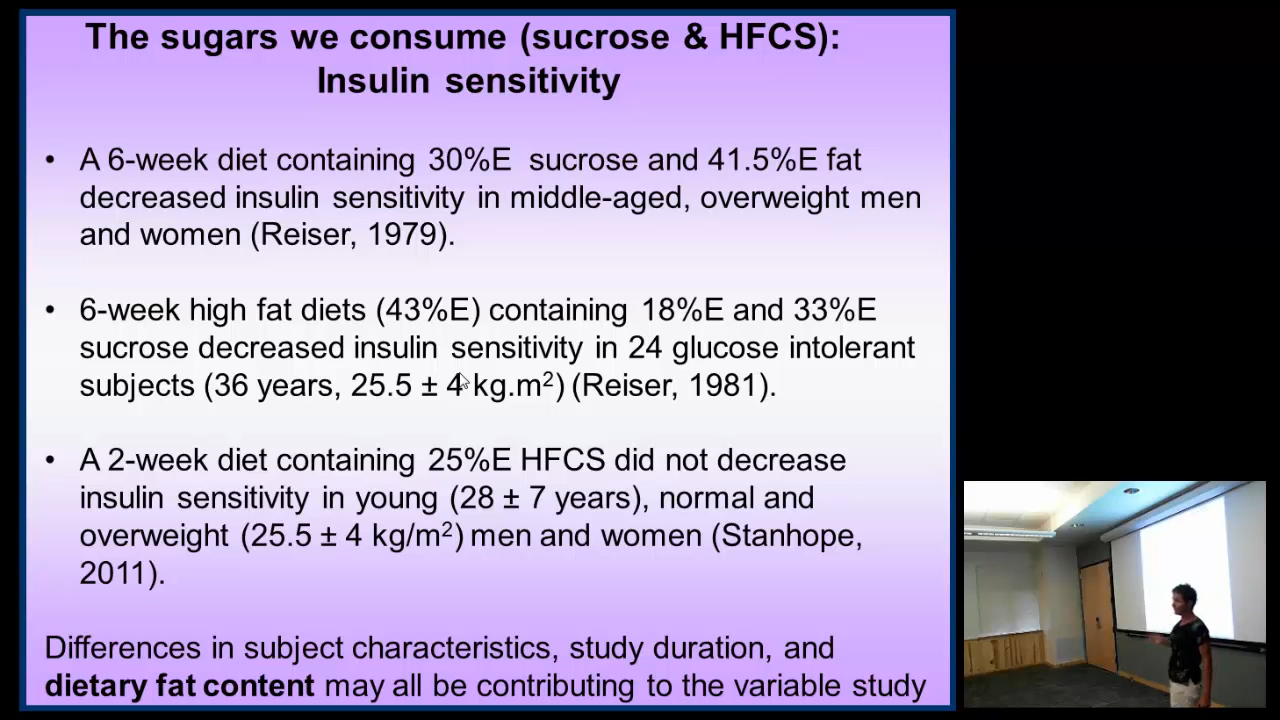 The sugars we consume (sucrose & HFCS):
Insulin sensitivity
• A 6-week diet containing 30%E sucrose and 41.5%E fat
decreased insulin sensitivity in middle-aged, overweight men
and women (Reiser, 1979).
• 6-week high fat diets (43%E) containing 18%E and 33%E
sucrose decreased insulin sensitivity in 24 glucose intolerant
subjects (36 years, 25.5 ± 4 kg.m²) (Reiser, 1981).
• A 2-week diet containing 25%E HFCS did not decrease
insulin sensitivity in young (28 ± 7 years), normal and
overweight (25.5 ± 4 kg/m²) men and women (Stanhope,
2011).
Differences in subject characteristics, study duration, and
dietary fat content may all be contributing to the variable study